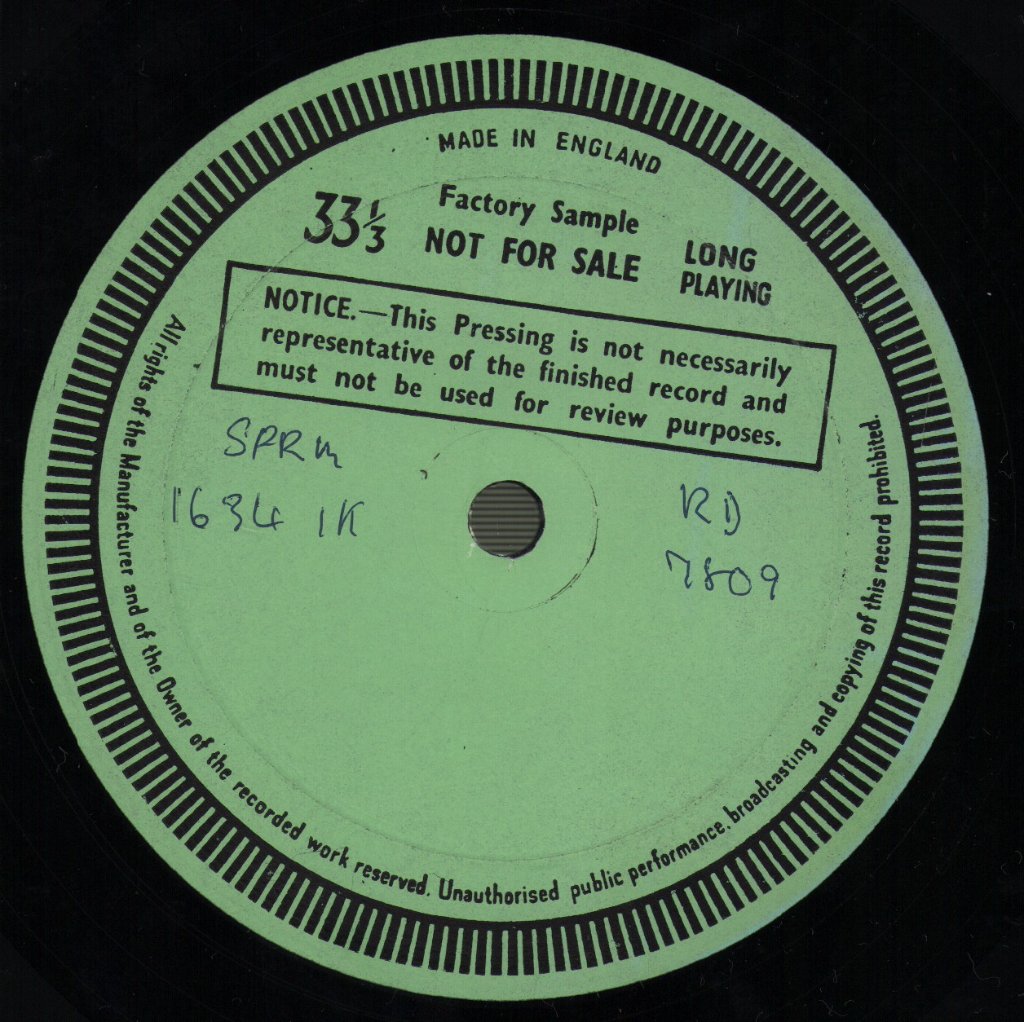 MADE IN ENGLAND
33⅓
Factory Sample
NOT FOR SALE
LONG
PLAYING
NOTICE.—This Pressing is not necessarily
representative of the finished record and
must not be used for review purposes.
SPRM
1634 1K
RD
7809
All rights of the Manufacturer and of the Owner of the recorded work reserved. Unauthorised public performance, broadcasting and copying of this record prohibited.